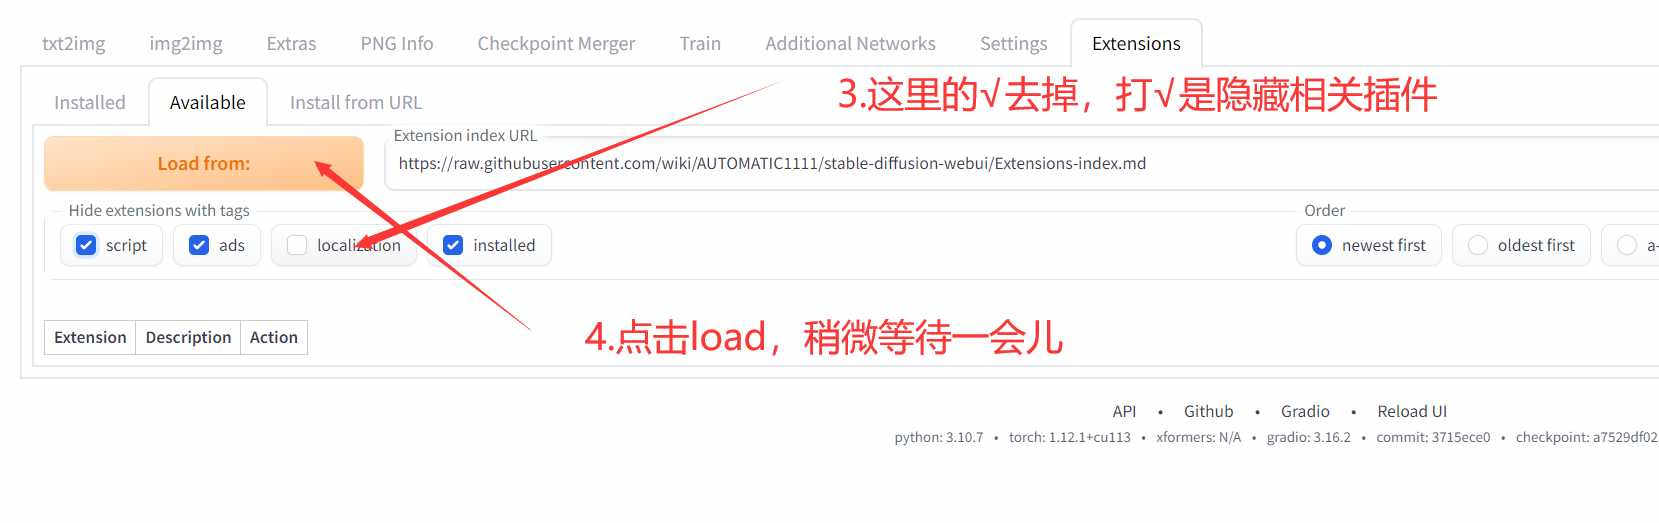 txt2img img2img Extras PNG Info Checkpoint Merger Train Additional Networks Settings Extensions
3.这里的√去掉，打√是隐藏相关插件
Installed Available Install from URL
Extension index URL
Load from: https://raw.githubusercontent.com/wiki/AUTOMATIC1111/stable-diffusion-webui/Extensions-index.md
Hide extensions with tags Order
script ads localization installed newest first oldest first a-
4.点击load，稍微等待一会儿
Extension Description Action
API • Github • Gradio • Reload UI
python: 3.10.7 • torch: 1.12.1+cu113 • xformers: N/A • gradio: 3.16.2 • commit: 3715ece0 • checkpoint: a7529df02